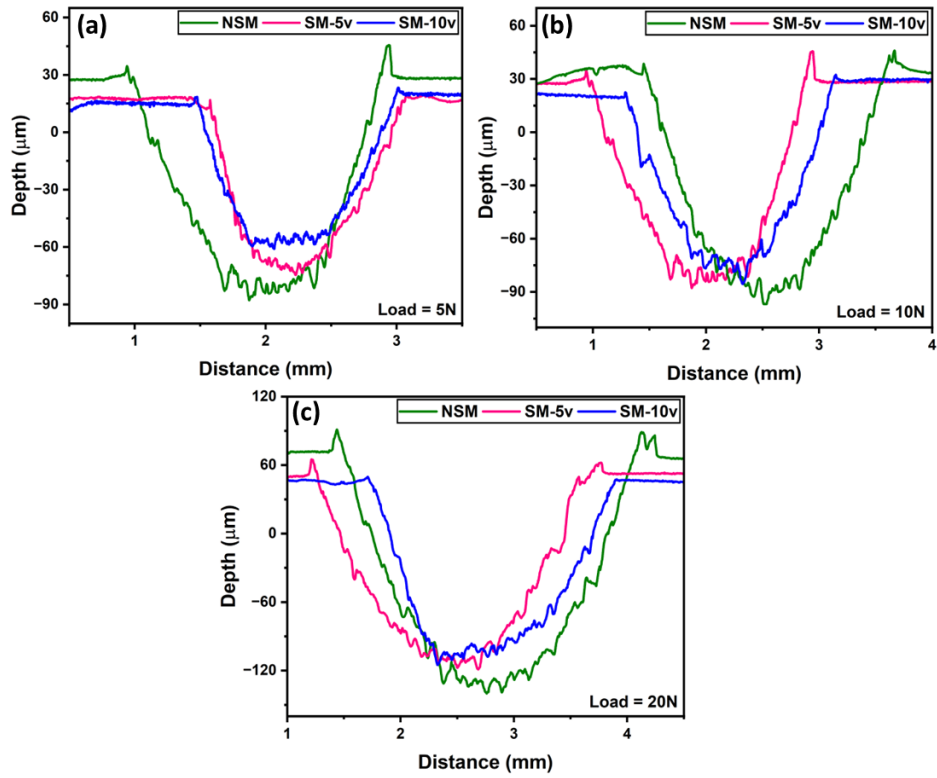 (a)
NSM SM-5v SM-10v
60
30
0
−30
−60
−90
Depth (μm)
Load = 5N
1 2 3
Distance (mm)
(b)
NSM SM-5v SM-10v
60
30
0
−30
−60
−90
Depth (μm)
Load = 10N
1 2 3 4
Distance (mm)
(c)
NSM SM-5v SM-10v
120
60
0
−60
−120
Depth (μm)
Load = 20N
1 2 3 4
Distance (mm)